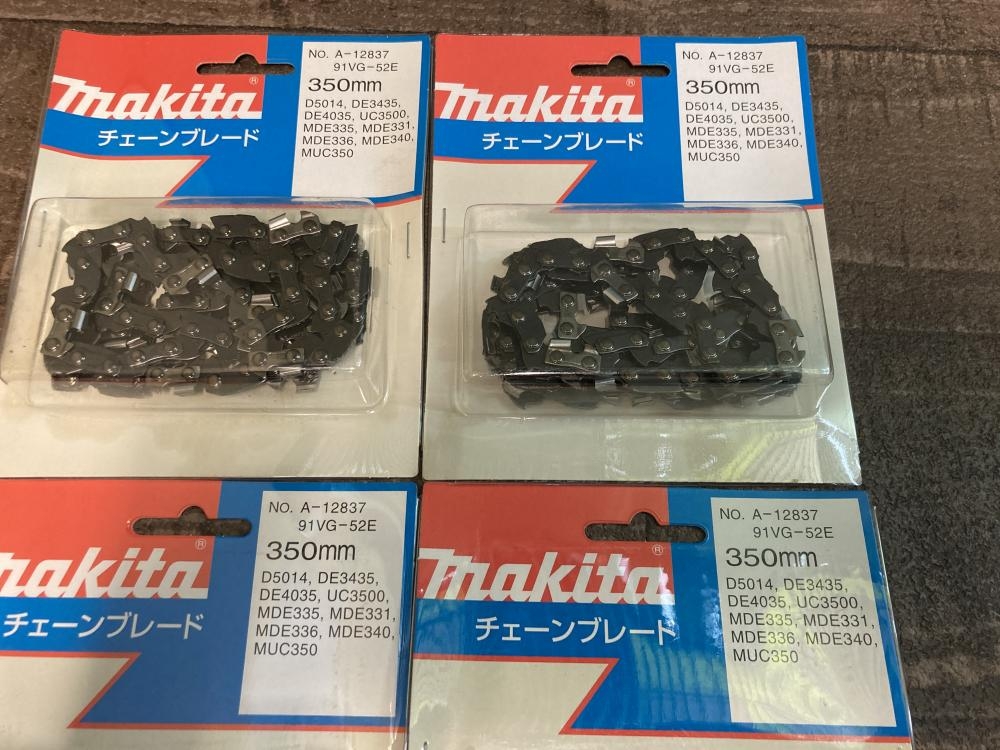 makita®
チェーンブレード
NO. A-12837
91VG-52E
350mm
D5014, DE3435,
DE4035, UC3500,
MDE335, MDE331,
MDE336, MDE340,
MUC350
makita®
チェーンブレード
NO. A-12837
91VG-52E
350mm
D5014, DE3435,
DE4035, UC3500,
MDE335, MDE331,
MDE336, MDE340,
MUC350
makita®
チェーンブレード
NO. A-12837
91VG-52E
350mm
D5014, DE3435,
DE4035, UC3500,
MDE335, MDE331,
MDE336, MDE340,
MUC350
makita®
チェーンブレード
NO. A-12837
91VG-52E
350mm
D5014, DE3435,
DE4035, UC3500,
MDE335, MDE331,
MDE336, MDE340,
MUC350